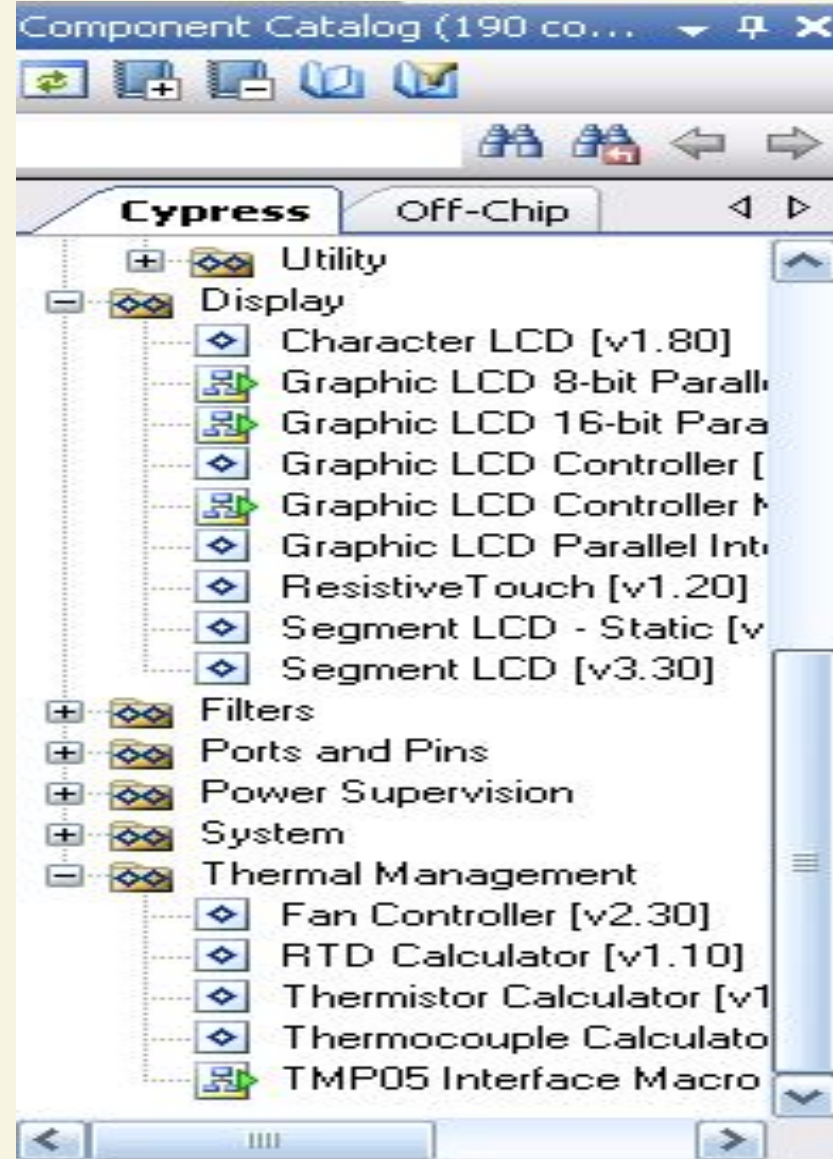 Component Catalog (190 co...
Cypress Off-Chip
Utility
Display
Character LCD [v1.80]
Graphic LCD 8-bit Parall
Graphic LCD 16-bit Para
Graphic LCD Controller [
Graphic LCD Controller
Graphic LCD Parallel Int
ResistiveTouch [v1.20]
Segment LCD - Static [v
Segment LCD [v3.30]
Filters
Ports and Pins
Power Supervision
System
Thermal Management
Fan Controller [v2.30]
RTD Calculator [v1.10]
Thermistor Calculator [v1
Thermocouple Calculato
TMP05 Interface Macro